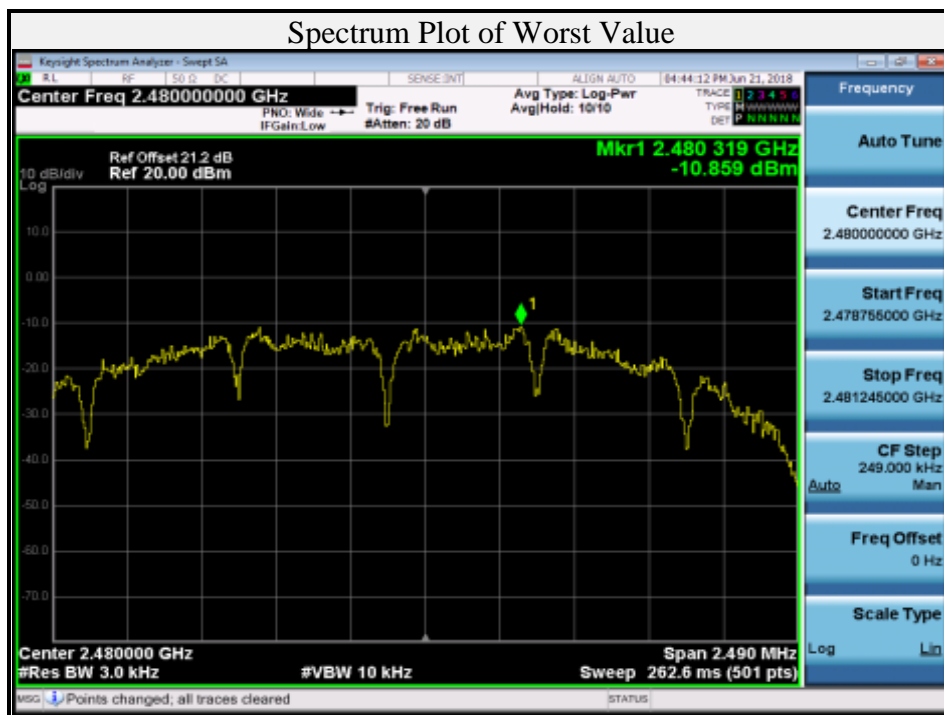 Spectrum Plot of Worst Value
Keysight Spectrum Analyzer - Swept SA
RL RF 50 Ω DC SENSE:INT ALIGN AUTO 04:44:12 PM Jun 21, 2018
Center Freq 2.480000000 GHz
PNO: Wide
IFGain:Low
Trig: Free Run
#Atten: 20 dB
Avg Type: Log-Pwr
Avg|Hold: 10/10
TRACE 1 2 3 4 5 6
TYPE M W W W W W
DET P N N N N N
Mkr1 2.480 319 GHz
-10.859 dBm
Ref Offset 21.2 dB
10 dB/div Ref 20.00 dBm
Log
10.0
0.00
-10.0
-20.0
-30.0
-40.0
-50.0
-60.0
-70.0
1
Center 2.480000 GHz Span 2.490 MHz
#Res BW 3.0 kHz #VBW 10 kHz Sweep 262.6 ms (501 pts)
MSG Points changed; all traces cleared STATUS
Frequency
Auto Tune
Center Freq
2.480000000 GHz
Start Freq
2.478755000 GHz
Stop Freq
2.481245000 GHz
CF Step
249.000 kHz
Auto Man
Freq Offset
0 Hz
Scale Type
Log Lin